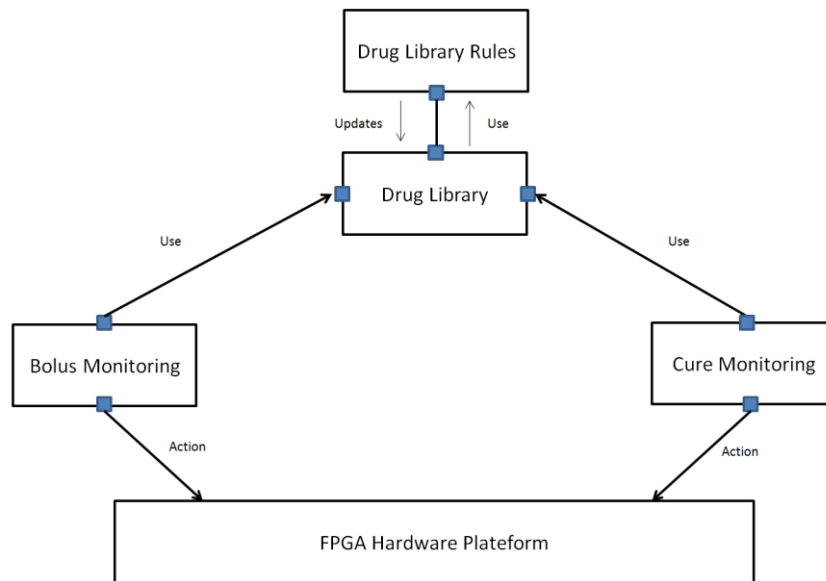 Drug Library Rules
Updates
Use
Drug Library
Use
Use
Bolus Monitoring
Cure Monitoring
Action
Action
FPGA Hardware Plateform